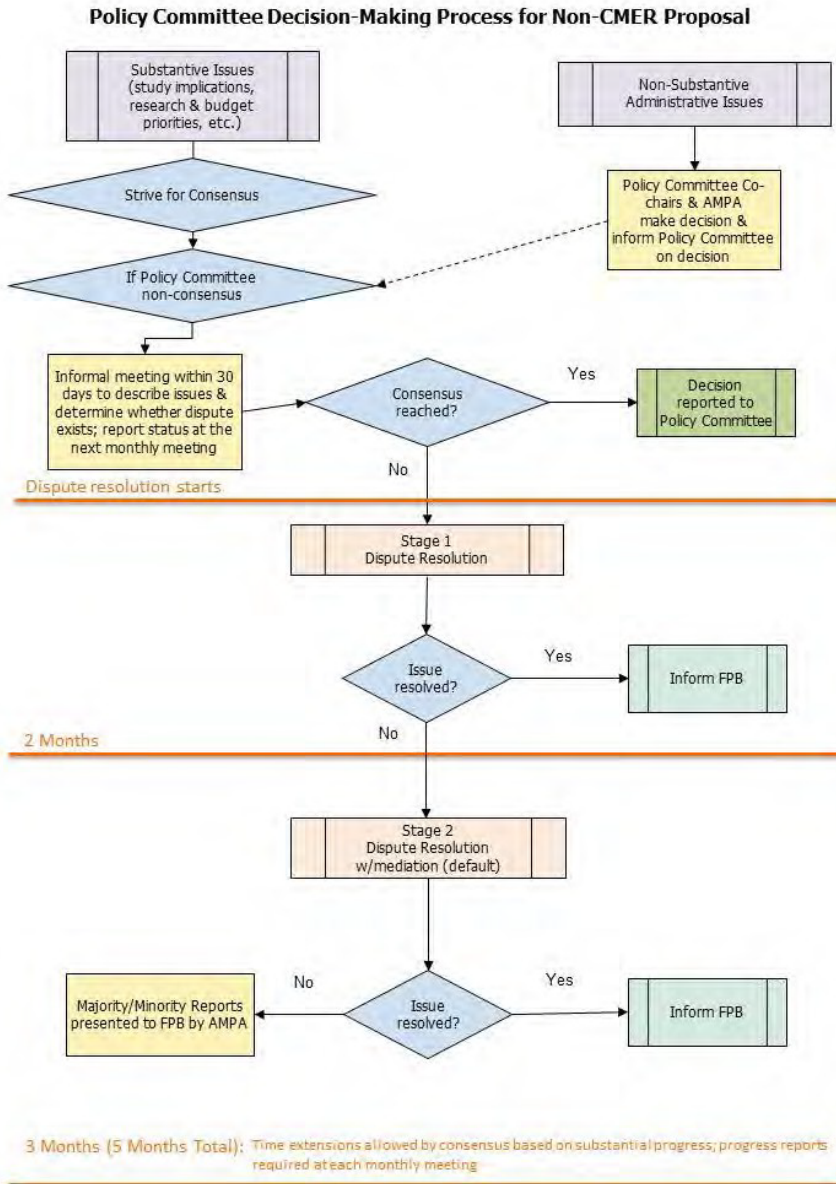 Policy Committee Decision-Making Process for Non-CMER Proposal
Substantive Issues
(study implications,
research & budget
priorities, etc.)
Non-Substantive
Administrative Issues
Strive for Consensus
Policy Committee Co-
chairs & AMPA
make decision &
inform Policy Committee
on decision
If Policy Committee
non-consensus
Informal meeting within 30
days to describe issues &
determine whether dispute
exists; report status at the
next monthly meeting
Consensus
reached?
Yes
Decision
reported to
Policy Committee
No
Dispute resolution starts
Stage 1
Dispute Resolution
Issue
resolved?
Yes
Inform FPB
No
2 Months
Stage 2
Dispute Resolution
w/mediation (default)
No
Majority/Minority Reports
presented to FPB by AMPA
Issue
resolved?
Yes
Inform FPB
3 Months (5 Months Total): Time extensions allowed by consensus based on substantial progress; progress reports
required at each monthly meeting